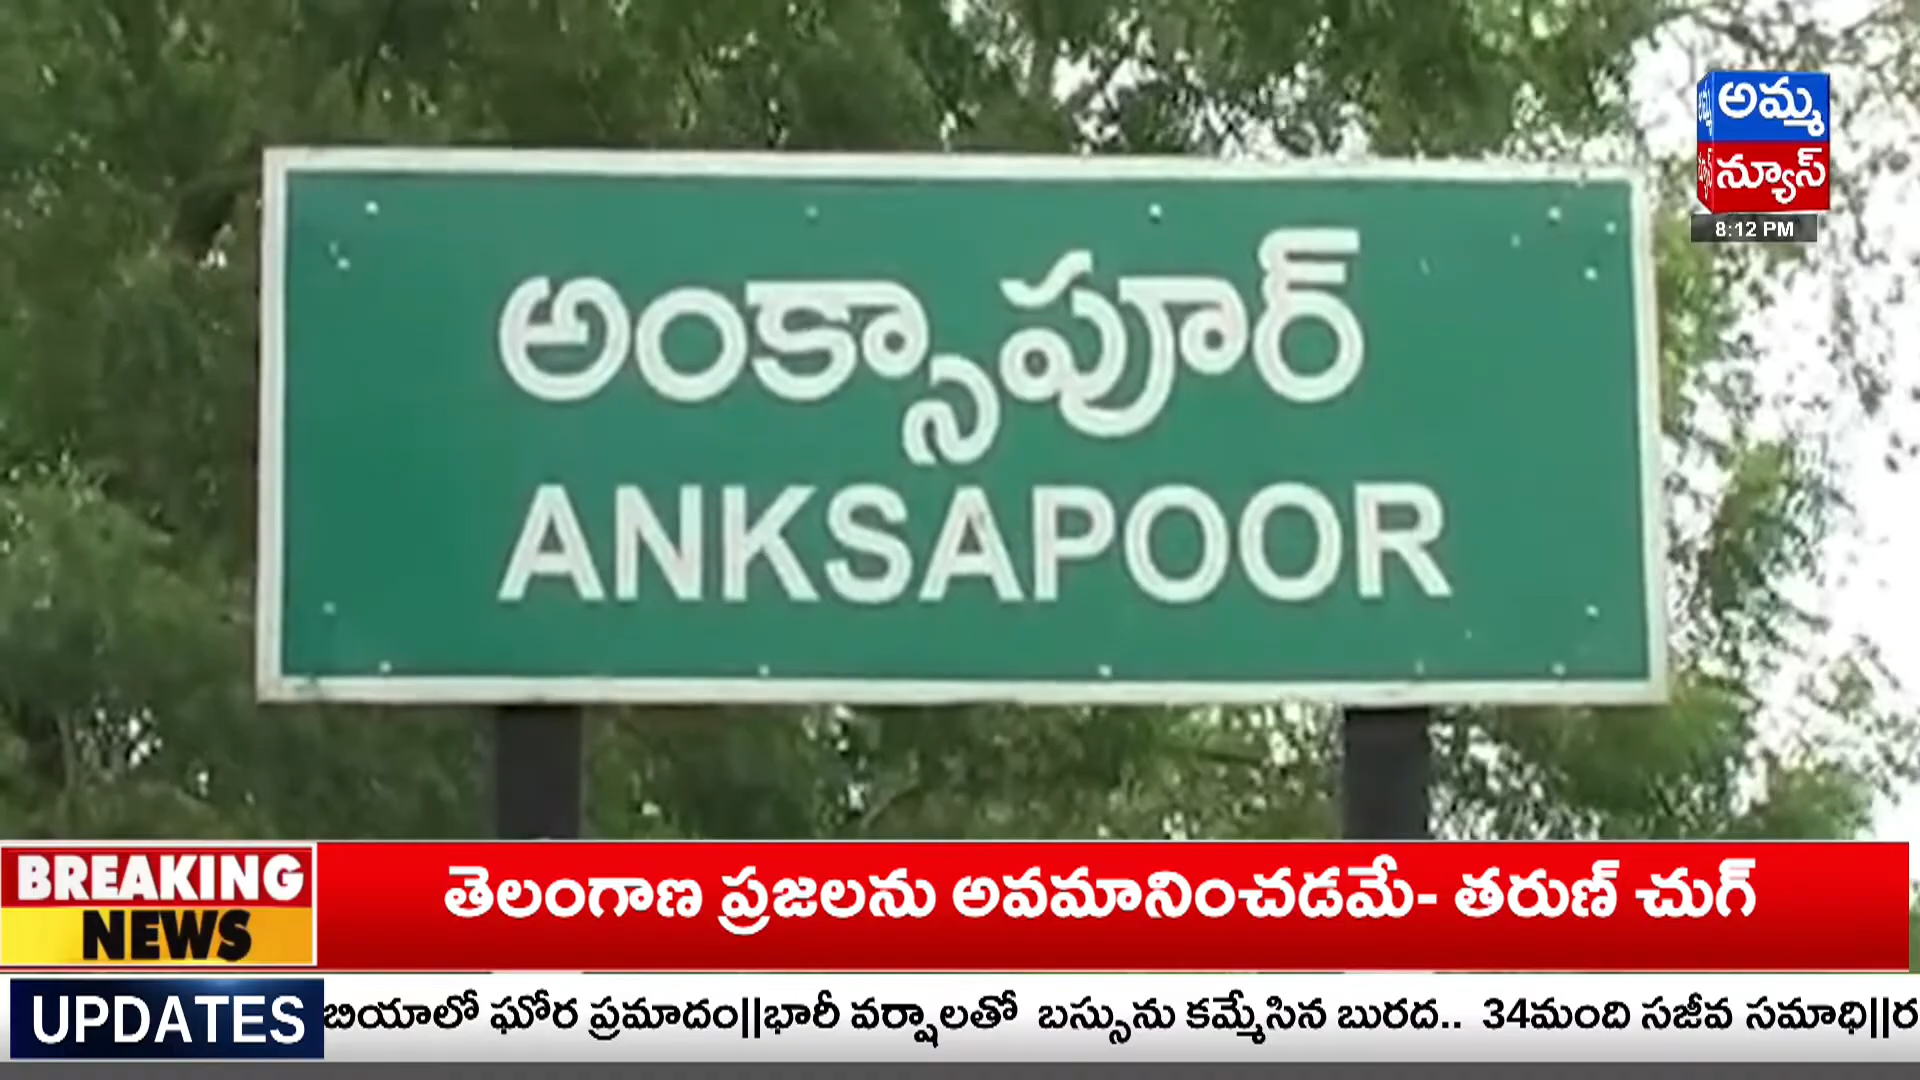 అమ్మ
న్యూస్
8:12 PM
అంక్సాపూర్
ANKSAPOOR
BREAKING
NEWS
తెలంగాణ ప్రజలను అవమానించడమే- తరుణ్ చుగ్
UPDATES
బియాలో ఘోర ప్రమాదం||భారీ వర్షాలతో బస్సును కమ్మేసిన బురద.. 34మంది సజీవ సమాధి||ర